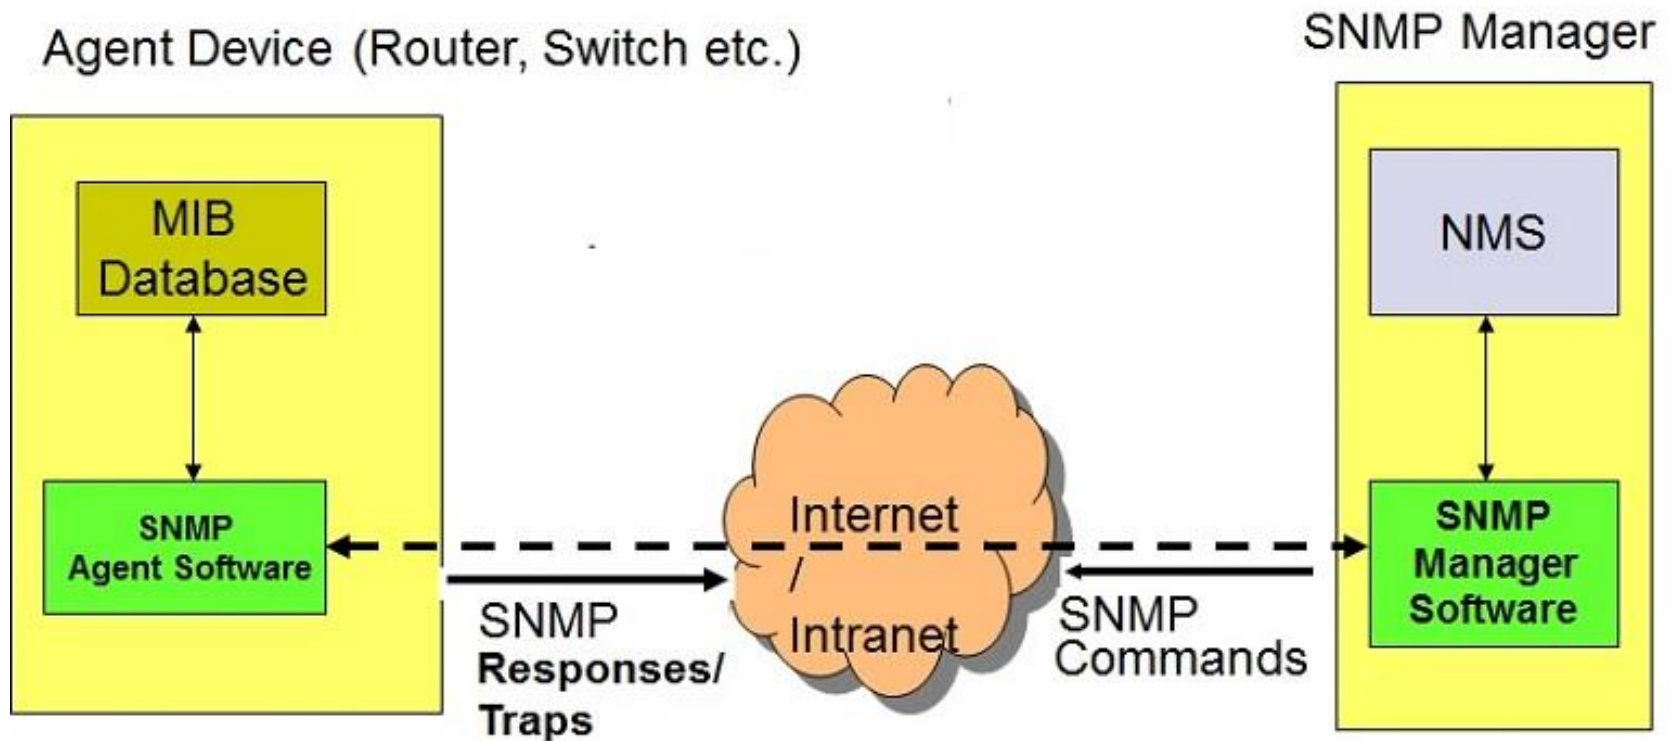 Agent Device (Router, Switch etc.)
SNMP Manager
MIB
Database
NMS
SNMP
Agent Software
Internet
/
Intranet
SNMP
Manager
Software
SNMP
Responses/
Traps
SNMP
Commands